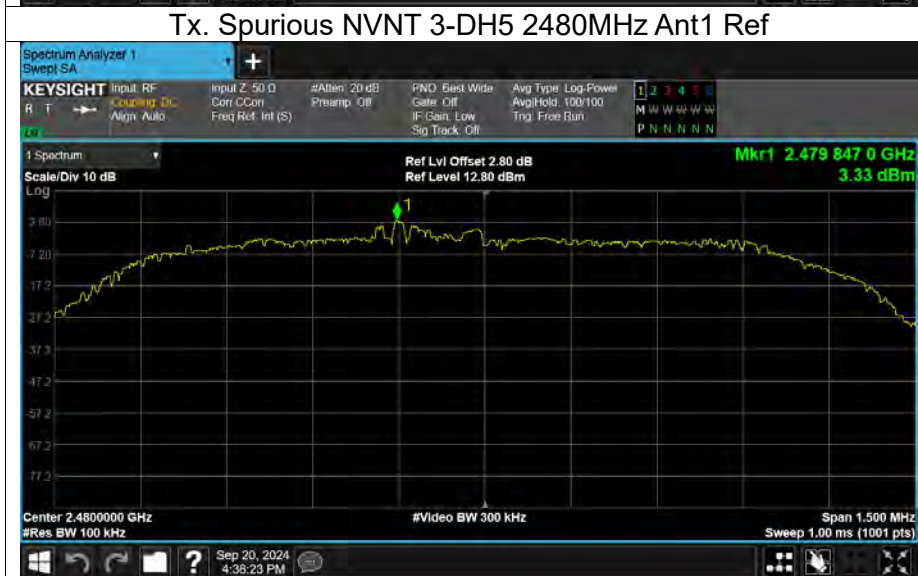 Tx. Spurious NVNT 3-DH5 2480MHz Ant1 Ref
Spectrum Analyzer 1
Swept SA
+
KEYSIGHT Input: RF Input Z: 50 Ω #Atten: 20 dB PNO: Best Wide Avg Type: Log-Power 1 2 3 4 5 6
R T Coupling: DC Corr CCorr Preamp: Off Gate: Off Avg|Hold: 100/100 M W W W W W
Align: Auto Freq Ref: Int (S) IF Gain: Low Trig: Free Run
Sig Track: Off P N N N N N
1 Spectrum Ref Lvl Offset 2.80 dB Mkr1 2.479 847 0 GHz
Scale/Div 10 dB Ref Level 12.80 dBm 3.33 dBm
Log
1
2.80
-7.20
-17.2
-27.2
-37.2
-47.2
-57.2
-67.2
-77.2
Center 2.4800000 GHz #Video BW 300 kHz Span 1.500 MHz
#Res BW 100 kHz Sweep 1.00 ms (1001 pts)
? Sep 20, 2024
4:38:23 PM